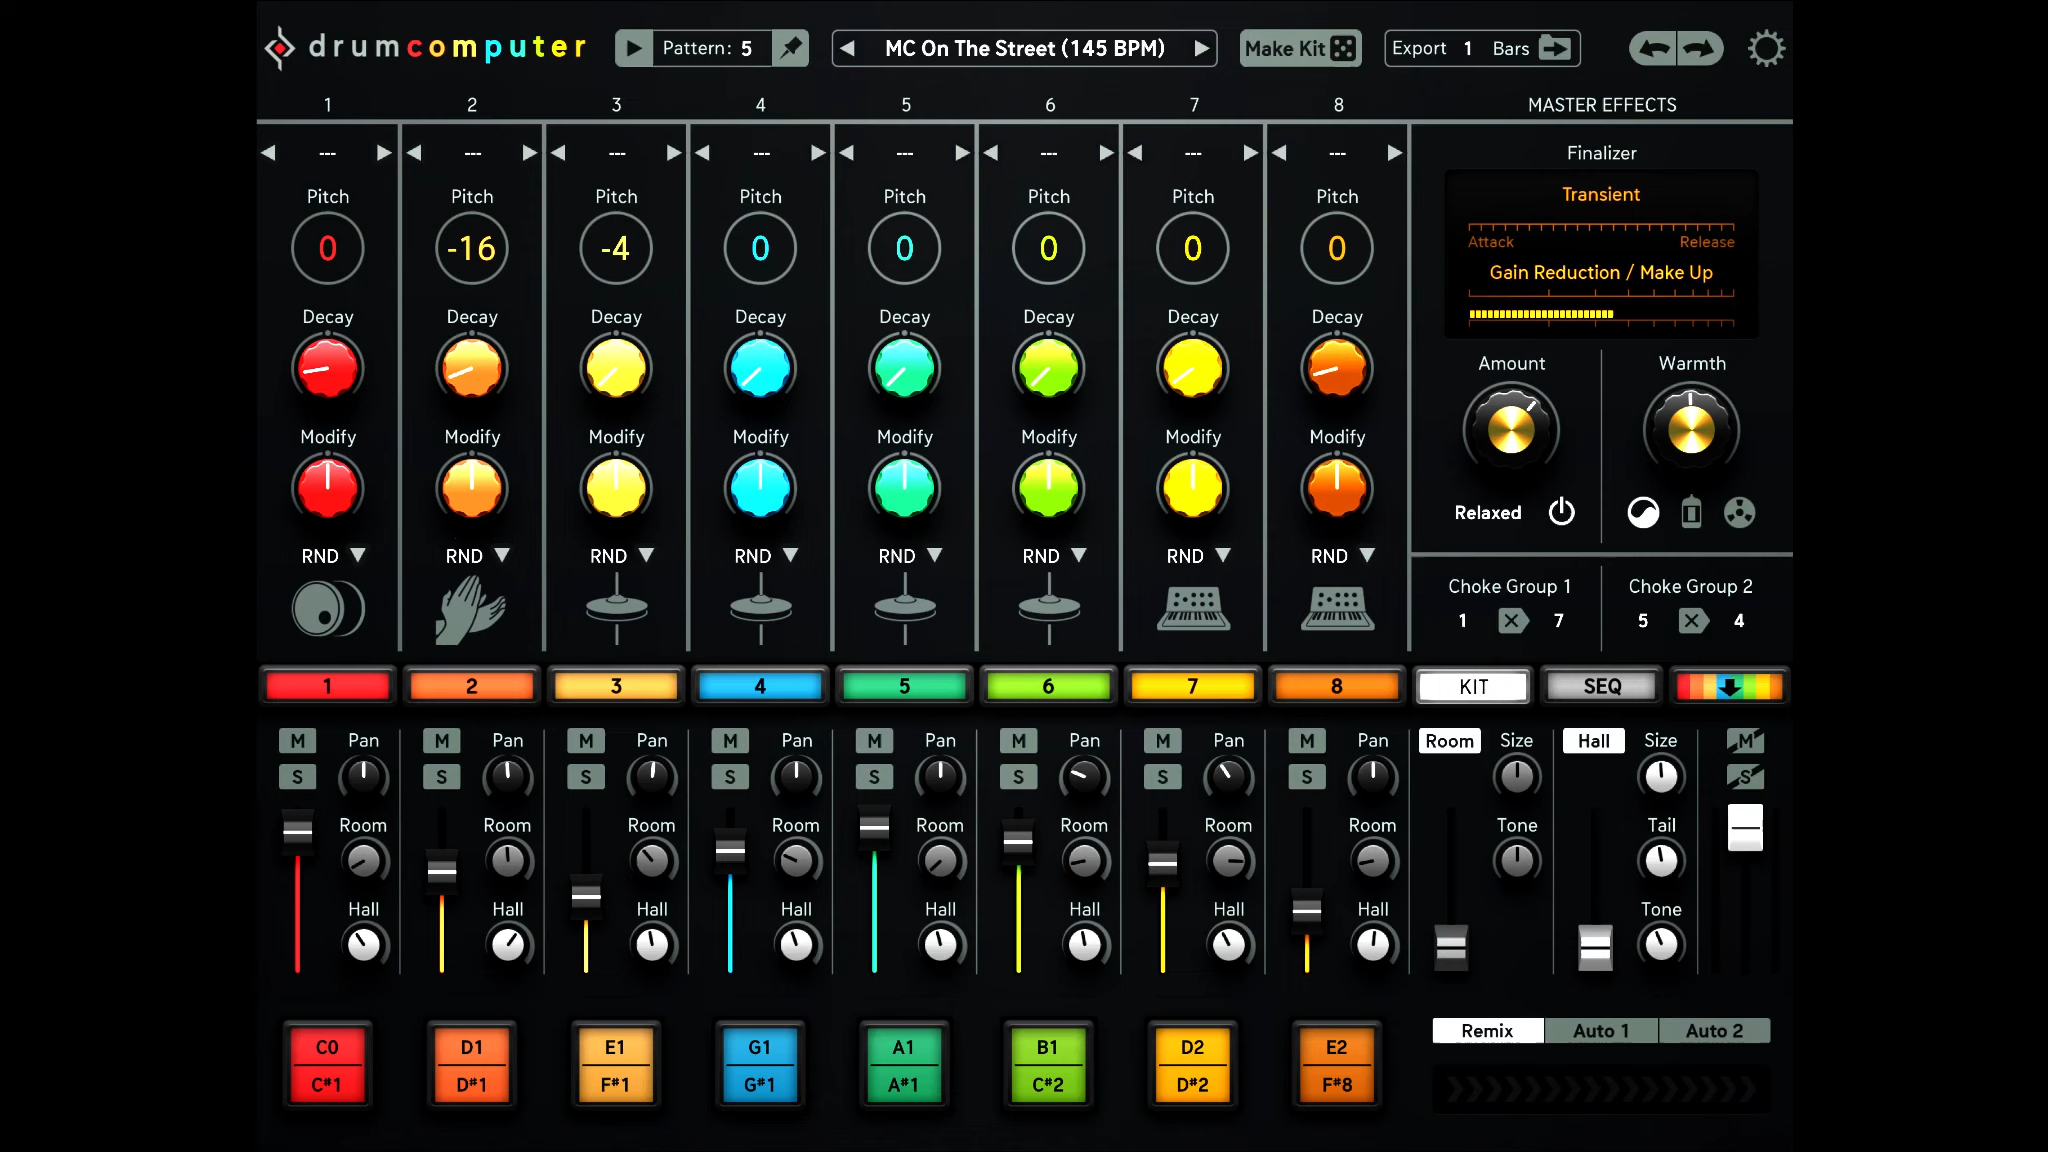 drumcomputer Pattern: 5 MC On The Street (145 BPM) Make Kit Export 1 Bars
1 2 3 4 5 6 7 8 MASTER EFFECTS
--- --- --- --- --- --- --- --- Finalizer
Pitch Pitch Pitch Pitch Pitch Pitch Pitch Pitch Transient
0 -16 -4 0 0 0 0 0 Attack Release
Gain Reduction / Make Up
Decay Decay Decay Decay Decay Decay Decay Decay
Amount Warmth
Modify Modify Modify Modify Modify Modify Modify Modify
Relaxed
RND RND RND RND RND RND RND RND
Choke Group 1 Choke Group 2
1 X 7 5 X 4
1 2 3 4 5 6 7 8 KIT SEQ
M Pan M Pan M Pan M Pan M Pan M Pan M Pan M Pan Room Size Hall Size M
S S S S S S S S S
Room Room Room Room Room Room Room Room Tone Tail
Hall Hall Hall Hall Hall Hall Hall Hall Tone
C0 D1 E1 G1 A1 B1 D2 E2 Remix Auto 1 Auto 2
C#1 D#1 F#1 G#1 A#1 C#2 D#2 F#8